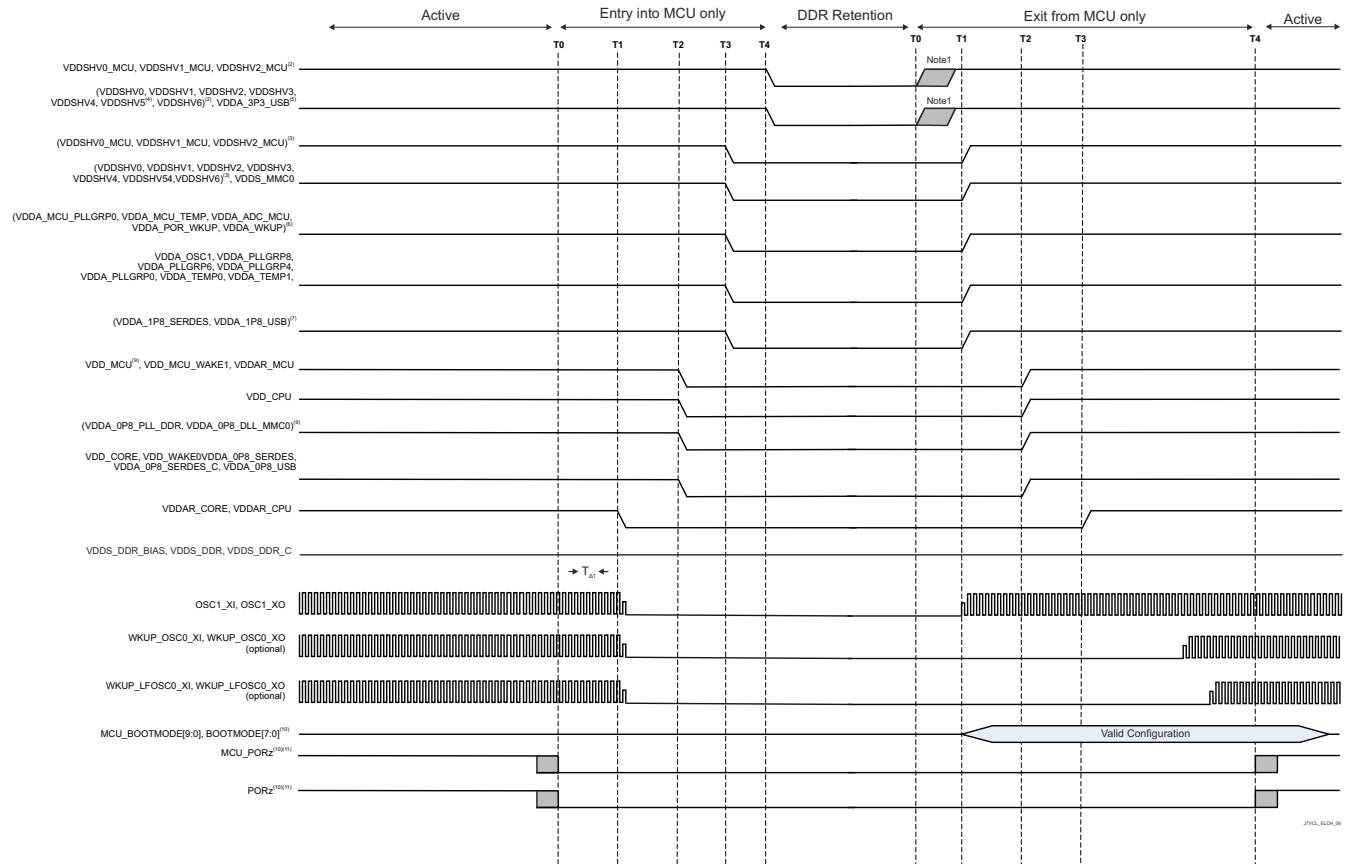 Active
Entry into MCU only
DDR Retention
Exit from MCU only
Active
T0 T1 T2 T3 T4 T0 T1 T2 T3 T4
VDDSHV0_MCU, VDDSHV1_MCU, VDDSHV2_MCU(2)
Note1
(VDDSHV0, VDDSHV1, VDDSHV2, VDDSHV3,
VDDSHV4, VDDSHV5(4), VDDSHV6)(2), VDDA_3P3_USB(5)
Note1
(VDDSHV0_MCU, VDDSHV1_MCU, VDDSHV2_MCU)(3)
(VDDSHV0, VDDSHV1, VDDSHV2, VDDSHV3,
VDDSHV4, VDDSHV54,VDDSHV6)(3), VDDS_MMC0
(VDDA_MCU_PLLGRP0, VDDA_MCU_TEMP, VDDA_ADC_MCU,
VDDA_POR_WKUP, VDDA_WKUP)(6)
VDDA_OSC1, VDDA_PLLGRP8,
VDDA_PLLGRP6, VDDA_PLLGRP4,
VDDA_PLLGRP0, VDDA_TEMP0, VDDA_TEMP1,
(VDDA_1P8_SERDES, VDDA_1P8_USB)(7)
VDD_MCU(9), VDD_MCU_WAKE1, VDDAR_MCU
VDD_CPU
(VDDA_0P8_PLL_DDR, VDDA_0P8_DLL_MMC0)(9)
VDD_CORE, VDD_WAKE0VDDA_0P8_SERDES,
VDDA_0P8_SERDES_C, VDDA_0P8_USB
VDDAR_CORE, VDDAR_CPU
VDDS_DDR_BIAS, VDDS_DDR, VDDS_DDR_C
TΔ1
OSC1_XI, OSC1_XO
WKUP_OSC0_XI, WKUP_OSC0_XO
(optional)
WKUP_LFOSC0_XI, WKUP_LFOSC0_XO
(optional)
MCU_BOOTMODE[9:0], BOOTMODE[7:0](10)
Valid Configuration
MCU_PORz(10)(11)
PORz(10)(11)
J7VCL_ELCH_06